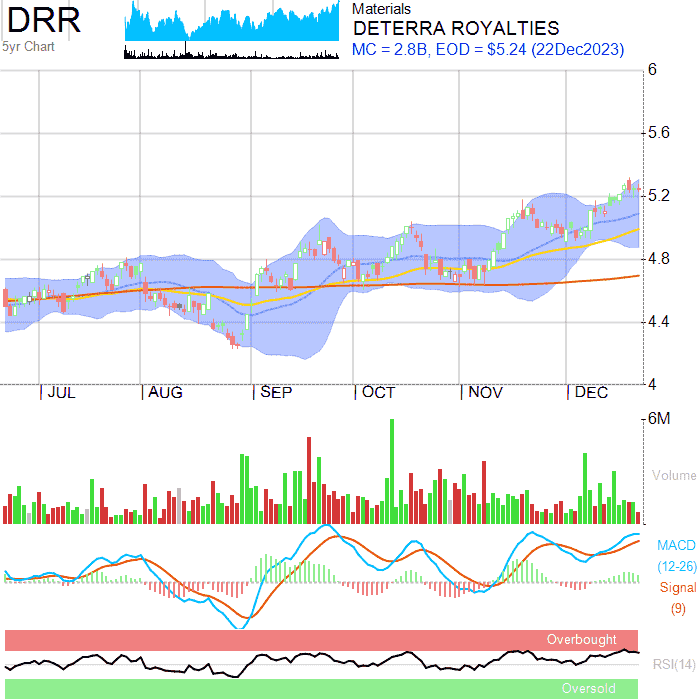 DRR
5yr Chart
Materials
DETERRA ROYALTIES
MC = 2.8B, EOD = $5.24 (22Dec2023)
6
5.6
5.2
4.8
4.4
4
JUL
AUG
SEP
OCT
NOV
DEC
6M
Volume
MACD
(12-26)
Signal
(9)
Overbought
RSI(14)
Oversold